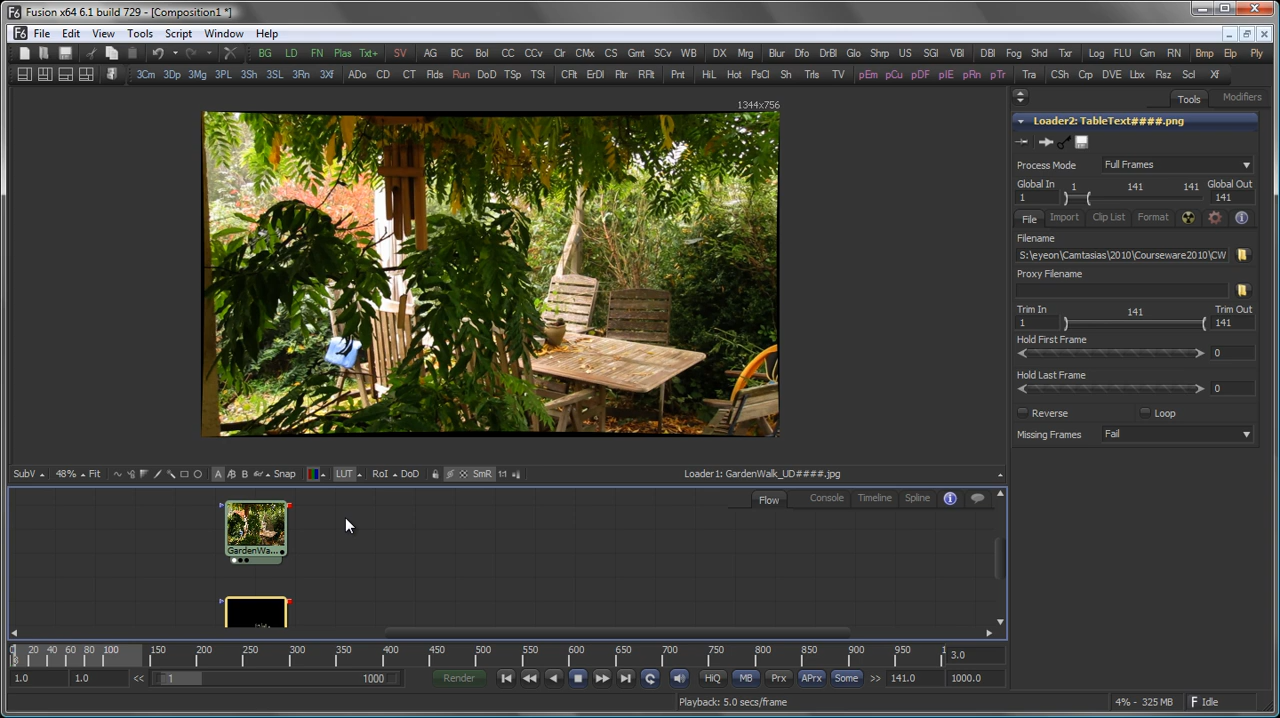 Fusion x64 6.1 build 729 - [Composition1 *]
File Edit View Tools Script Window Help
BG LD FN Plas Txt+ SV AG BC Bol CC CCv Clr CMx CS Gmt SCv WB DX Mrg Blur Dfo DrBl Glo Shrp US SGl VBl DBl Fog Shd Txr Log FLU Grn RN Bmp Elp Ply
3Cm 3Dp 3Mg 3PL 3Sh 3SL 3Rn 3Xf ADo CD CT Flds Run DoD TSp TSt CFlt ErDl Fltr RFlt Pnt HiL Hot PsCl Sh Trls TV pEm pCu pDF pIE pRn pTr Tra CSh Crp DVE Lbx Rsz Scl Xf
1344x756
Tools Modifiers
Loader2: TableText####.png
Process Mode Full Frames
Global In 1 141 141 Global Out
1 141
File Import Clip List Format
Filename
S:\eyeon\Camtasias\2010\Courseware2010\CW
Proxy Filename
Trim In 141 Trim Out
1 141
Hold First Frame
0
Hold Last Frame
0
Reverse Loop
Missing Frames Fail
SubV 48% Fit A B Snap LUT RoI DoD SmR 1:1 Loader1: GardenWalk_UD####.jpg
Flow Console Timeline Spline
GardenWa...
0 20 40 60 80 100 150 200 250 300 350 400 450 500 550 600 650 700 750 800 850 900 950 3.0
1.0 1.0 << 1 1000 Render HiQ MB Prx APrx Some >> 141.0 1000.0
Playback: 5.0 secs/frame 4% - 325 MB Idle